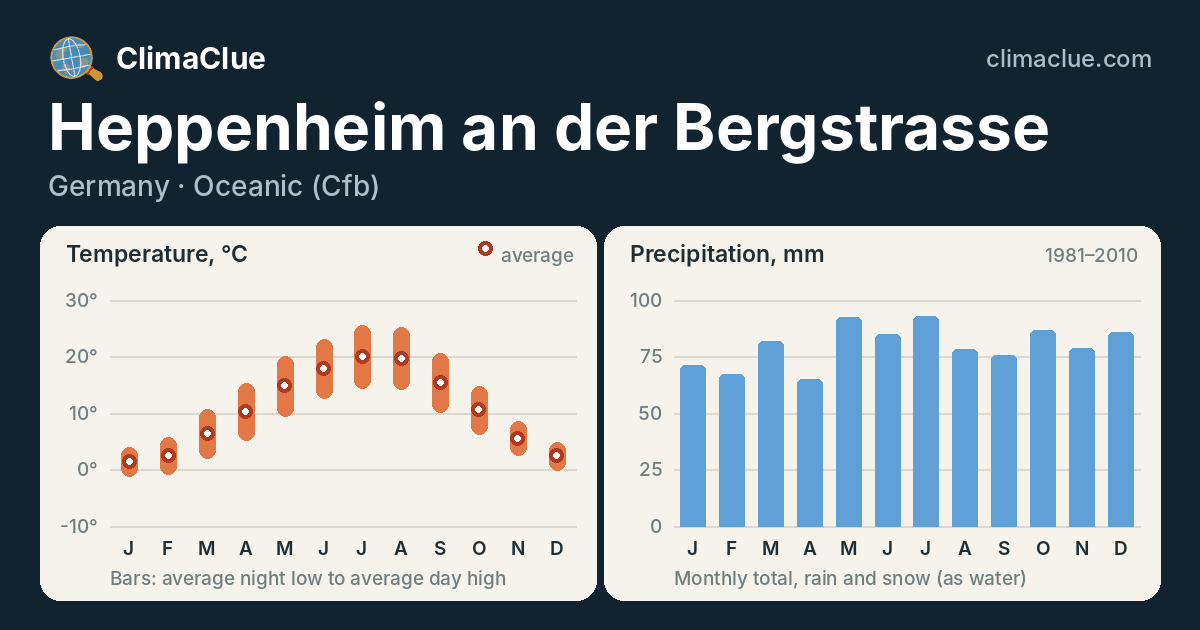 ClimaClue
climaclue.com
Heppenheim an der Bergstrasse
Germany · Oceanic (Cfb)
Temperature, °C
average
30°
20°
10°
0°
-10°
J F M A M J J A S O N D
Bars: average night low to average day high
Precipitation, mm
1981–2010
100
75
50
25
0
J F M A M J J A S O N D
Monthly total, rain and snow (as water)